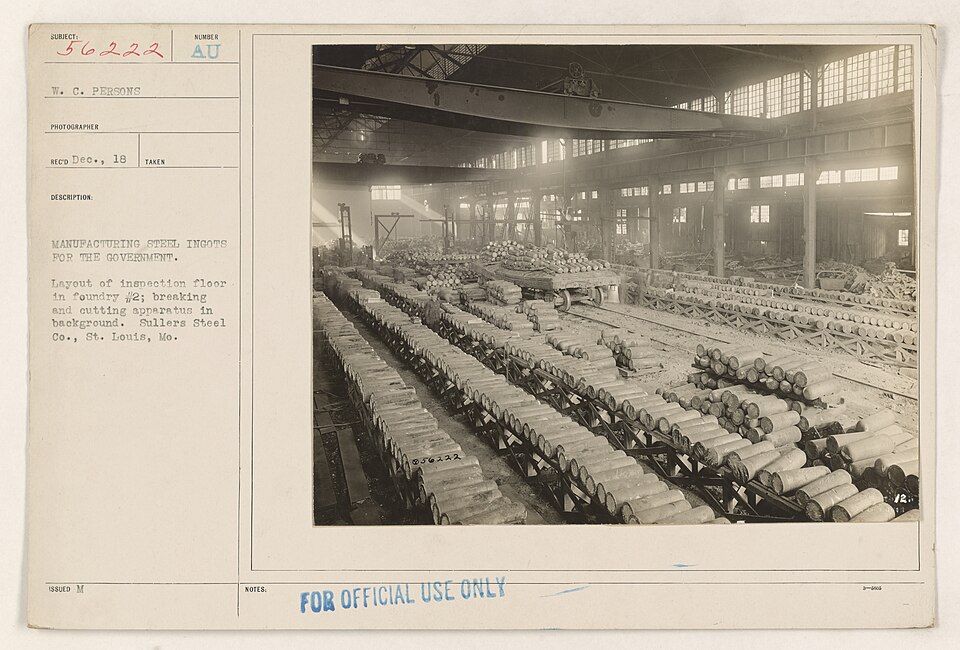 SUBJECT:
56222
NUMBER
AU
W. C. PERSONS
PHOTOGRAPHER
REC'D Dec., 18
TAKEN
DESCRIPTION:
MANUFACTURING STEEL INGOTS
FOR THE GOVERNMENT.
Layout of inspection floor
in foundry #2; breaking
and cutting apparatus in
background. Sullers Steel
Co., St. Louis, Mo.
56222
12
ISSUED M
NOTES:
FOR OFFICIAL USE ONLY